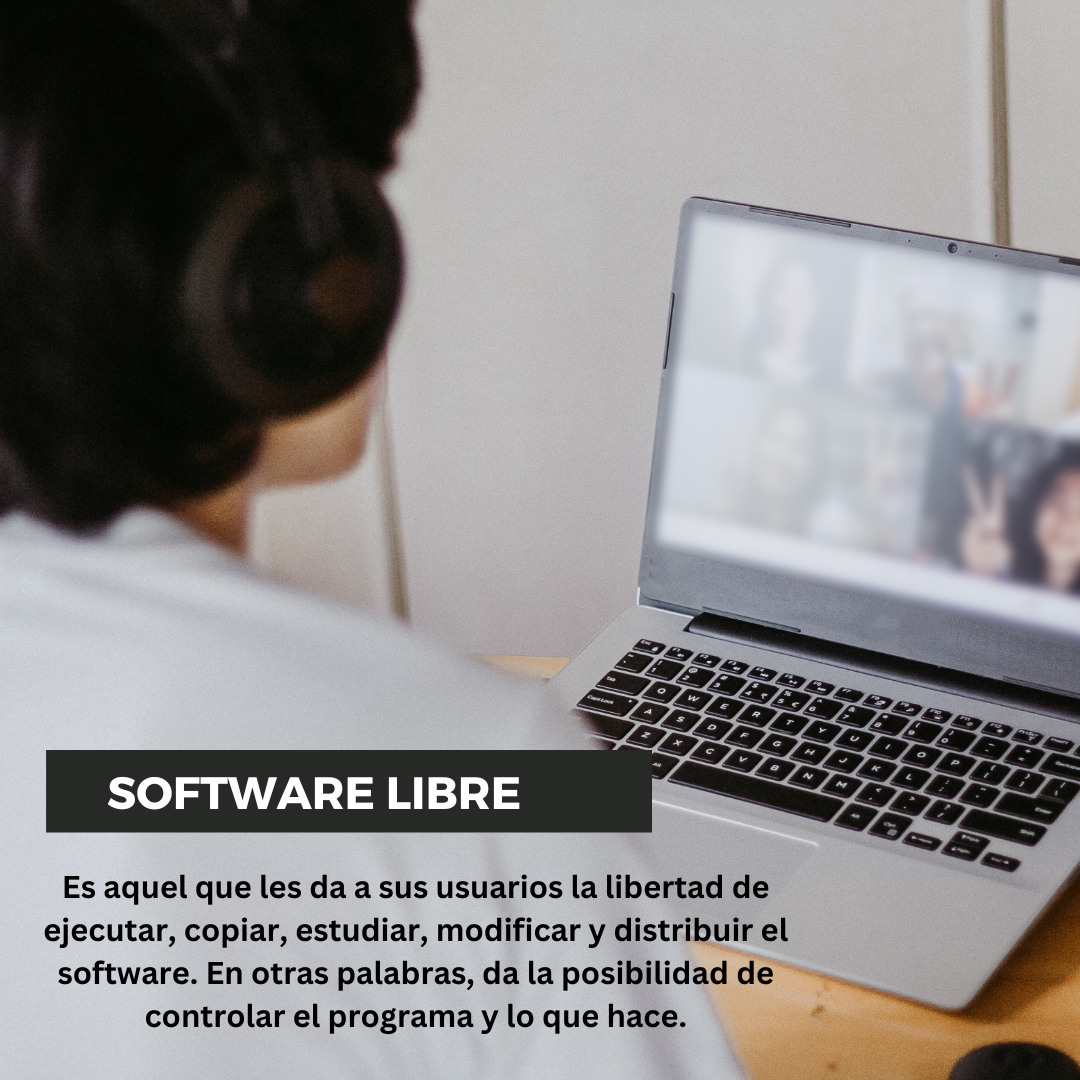 SOFTWARE LIBRE
Es aquel que les da a sus usuarios la libertad de
ejecutar, copiar, estudiar, modificar y distribuir el
software. En otras palabras, da la posibilidad de
controlar el programa y lo que hace.